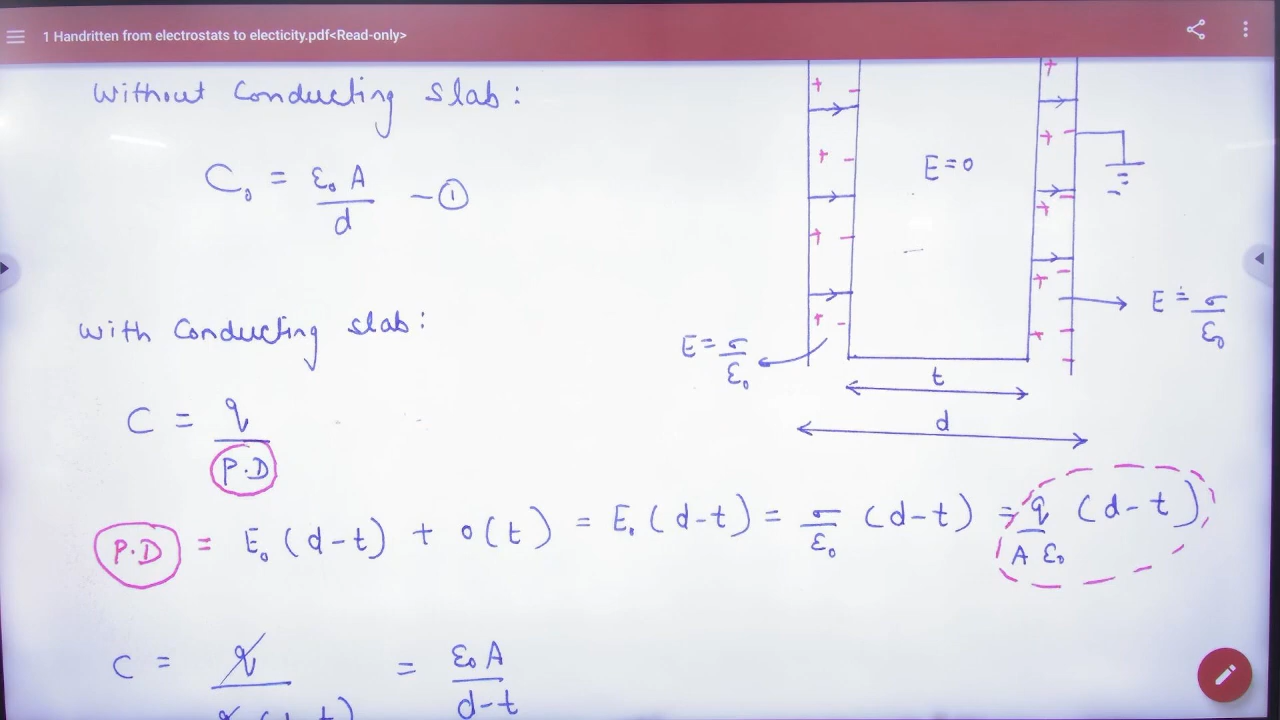 1 Handritten from electrostats to electicity.pdf<Read-only>
Without Conducting slab:
C₀ = ε₀ A / d — ①
With Conducting slab:
C = q / P.D
P.D = E₀ (d-t) + 0(t) = E₀ (d-t) = σ / ε₀ (d-t) = q / A ε₀ (d-t)
C = q / = ε₀ A / d-t
+ - + -
+ - E = 0 + -
+ - + -
+ - + -
+ -
E = σ / ε₀
E = σ / ε₀
t
d